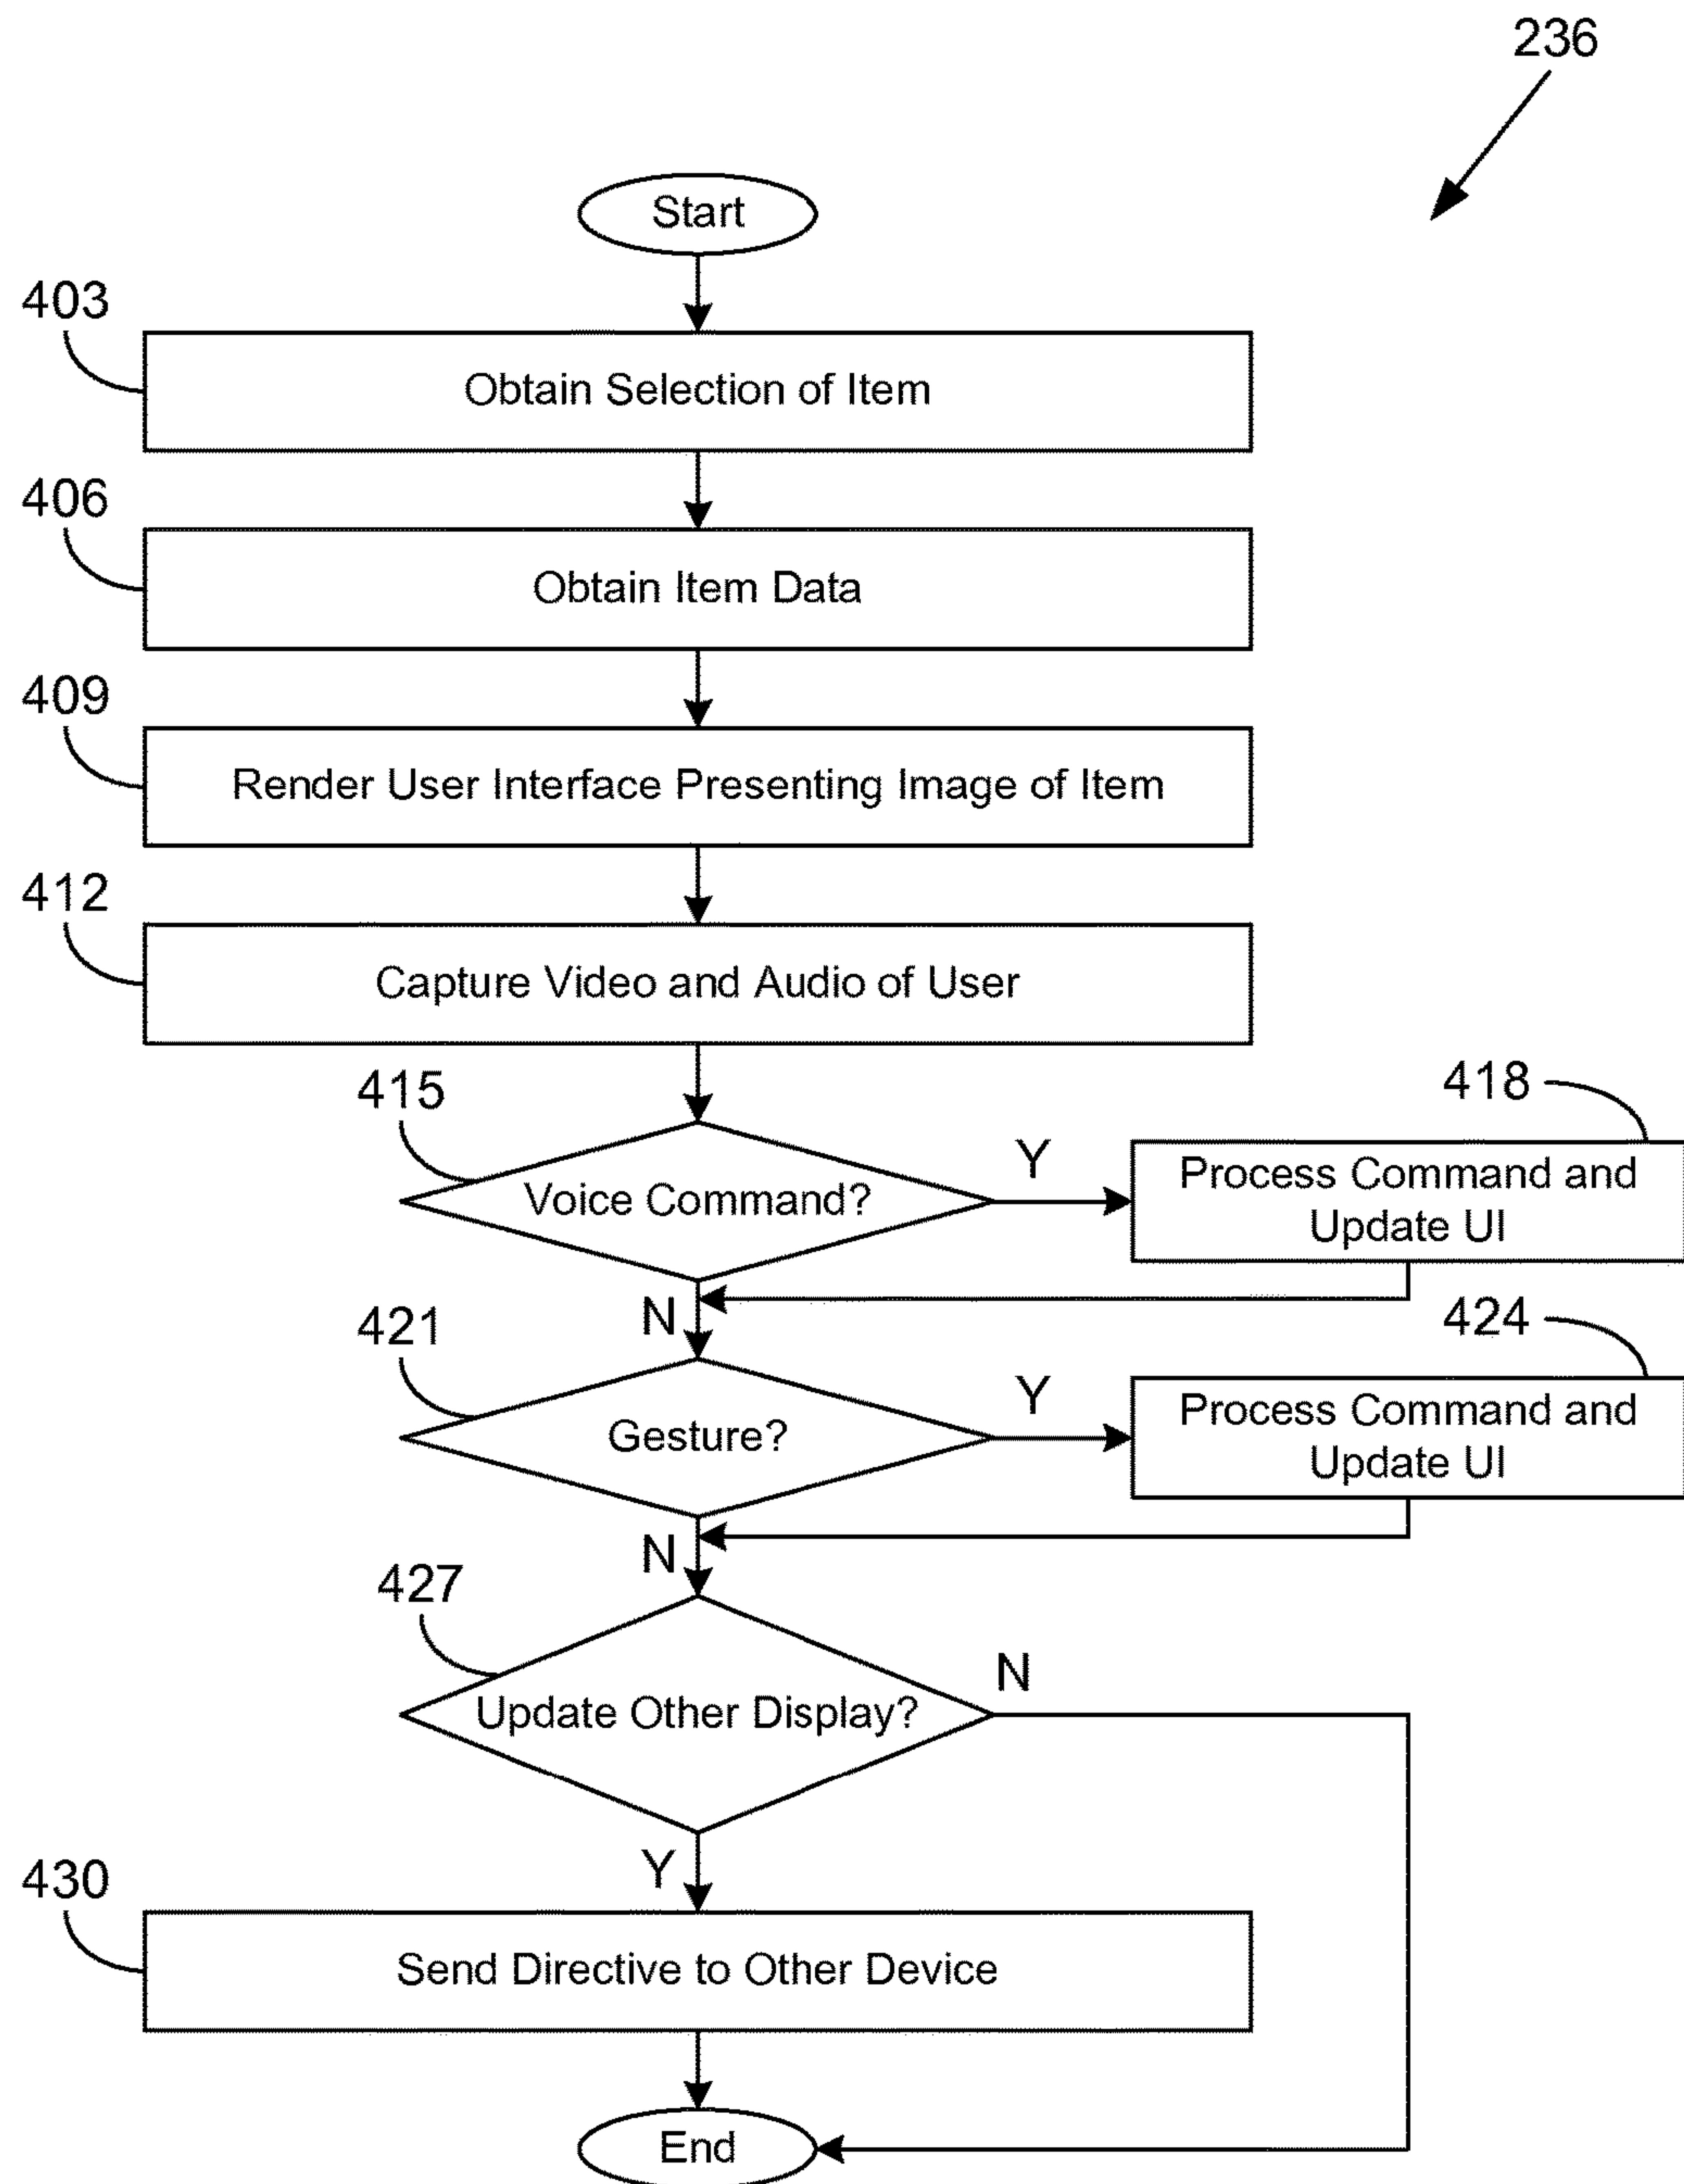 236
Start
403
Obtain Selection of Item
406
Obtain Item Data
409
Render User Interface Presenting Image of Item
412
Capture Video and Audio of User
415
Voice Command?
Y
418
Process Command and
Update UI
N
421
Gesture?
Y
424
Process Command and
Update UI
N
427
Update Other Display?
N
Y
430
Send Directive to Other Device
End